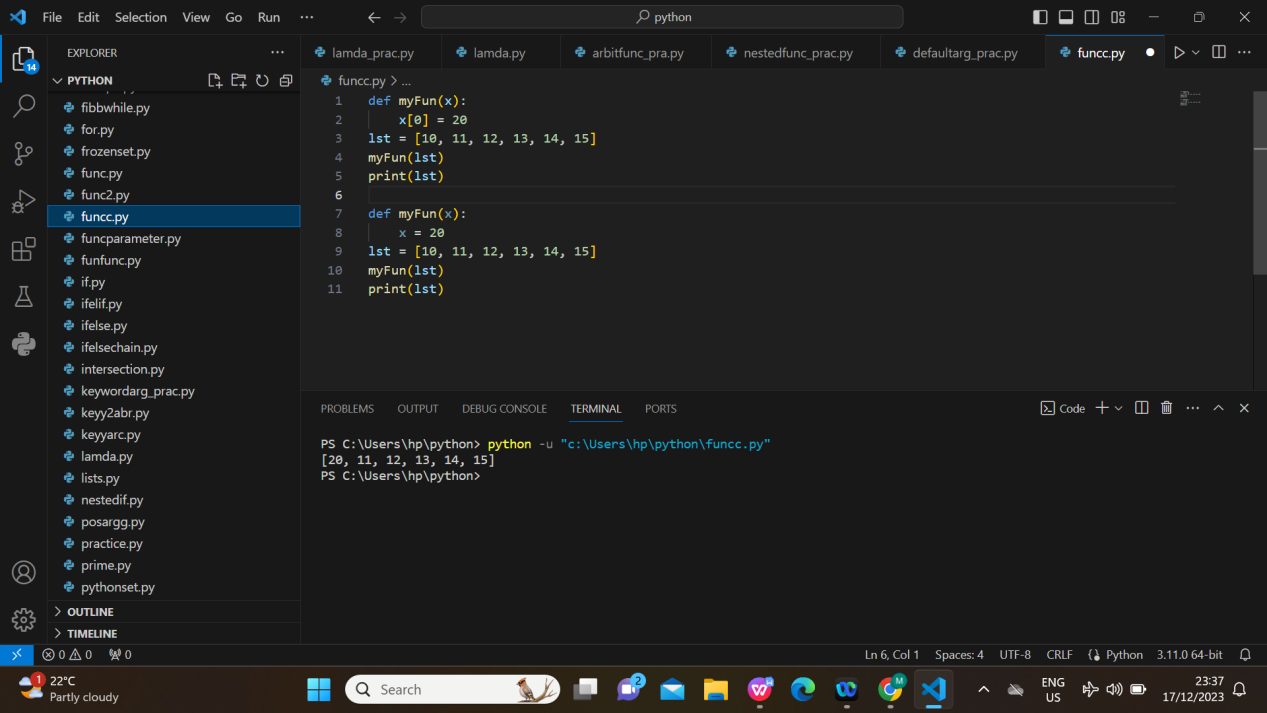 File Edit Selection View Go Run ...
python
EXPLORER ...
14
PYTHON
fibbwhile.py
for.py
frozenset.py
func.py
func2.py
funcc.py
funcparameter.py
funfunc.py
if.py
ifelif.py
ifelse.py
ifelsechain.py
intersection.py
keywordarg_prac.py
keyy2abr.py
keyyarc.py
lamda.py
lists.py
nestedif.py
posargg.py
practice.py
prime.py
pythonset.py
OUTLINE
TIMELINE
lamda_prac.py lamda.py arbitfunc_pra.py nestedfunc_prac.py defaultarg_prac.py funcc.py
funcc.py > ...
1 def myFun(x):
2 x[0] = 20
3 lst = [10, 11, 12, 13, 14, 15]
4 myFun(lst)
5 print(lst)
6
7 def myFun(x):
8 x = 20
9 lst = [10, 11, 12, 13, 14, 15]
10 myFun(lst)
11 print(lst)
PROBLEMS OUTPUT DEBUG CONSOLE TERMINAL PORTS Code
PS C:\Users\hp\python> python -u "c:\Users\hp\python\funcc.py"
[20, 11, 12, 13, 14, 15]
PS C:\Users\hp\python>
0 0 0 Ln 6, Col 1 Spaces: 4 UTF-8 CRLF Python 3.11.0 64-bit
1
22°C
Partly cloudy
Search
2
M
ENG
US
23:37
17/12/2023